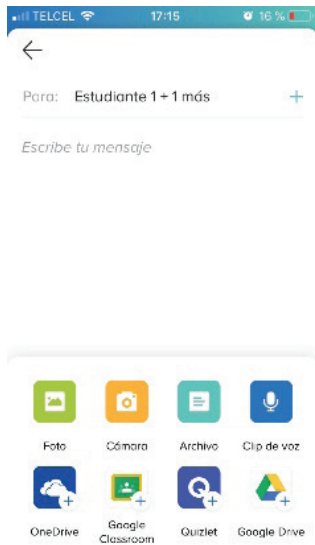 TELCEL 17:15 16 %
Para: Estudiante 1 + 1 más +
Escribe tu mensaje
Foto Cámara Archivo Clip de voz
OneDrive Google Classroom Quizlet Google Drive